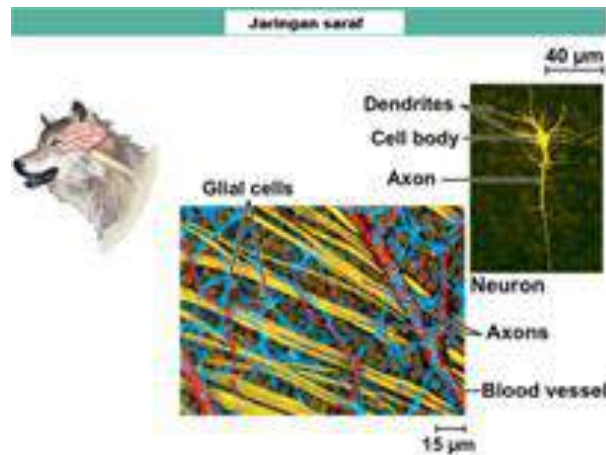 Jaringan saraf
40 µm
Dendrites
Cell body
Axon
Glial cells
Neuron
Axons
Blood vessel
15 µm